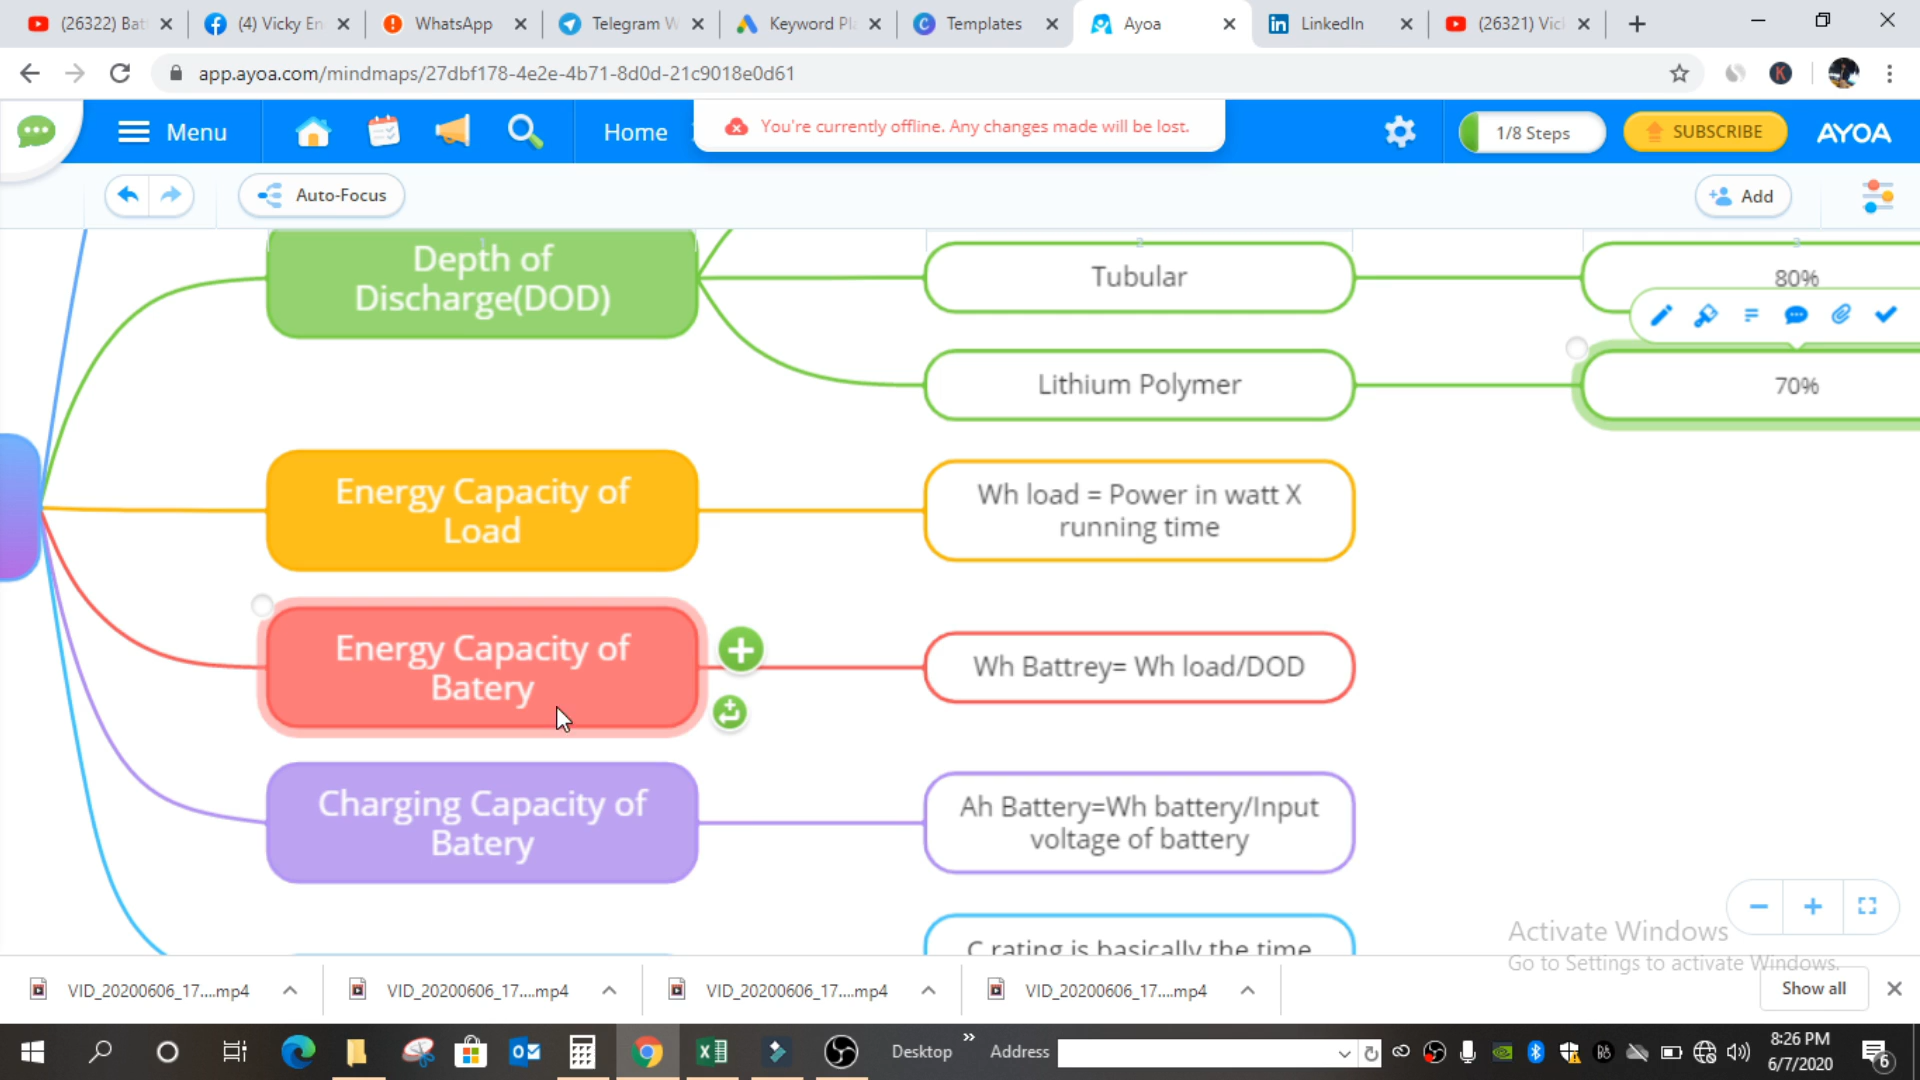 (26322) Bat
(4) Vicky En
WhatsApp
Telegram W
Keyword Pla
Templates
Ayoa
LinkedIn
(26321) Vic
app.ayoa.com/mindmaps/27dbf178-4e2e-4b71-8d0d-21c9018e0d61
K
Menu
Home
You're currently offline. Any changes made will be lost.
1/8 Steps
SUBSCRIBE
AYOA
Auto-Focus
Add
1
2
3
Depth of
Discharge(DOD)
Tubular
80%
Lithium Polymer
70%
Energy Capacity of
Load
Wh load = Power in watt X
running time
Energy Capacity of
Batery
Wh Battrey= Wh load/DOD
Charging Capacity of
Batery
Ah Battery=Wh battery/Input
voltage of battery
C rating is basically the time
Activate Windows
Go to Settings to activate Windows.
VID_20200606_17....mp4
VID_20200606_17....mp4
VID_20200606_17....mp4
VID_20200606_17....mp4
Show all
Desktop
Address
8:26 PM
6/7/2020
6